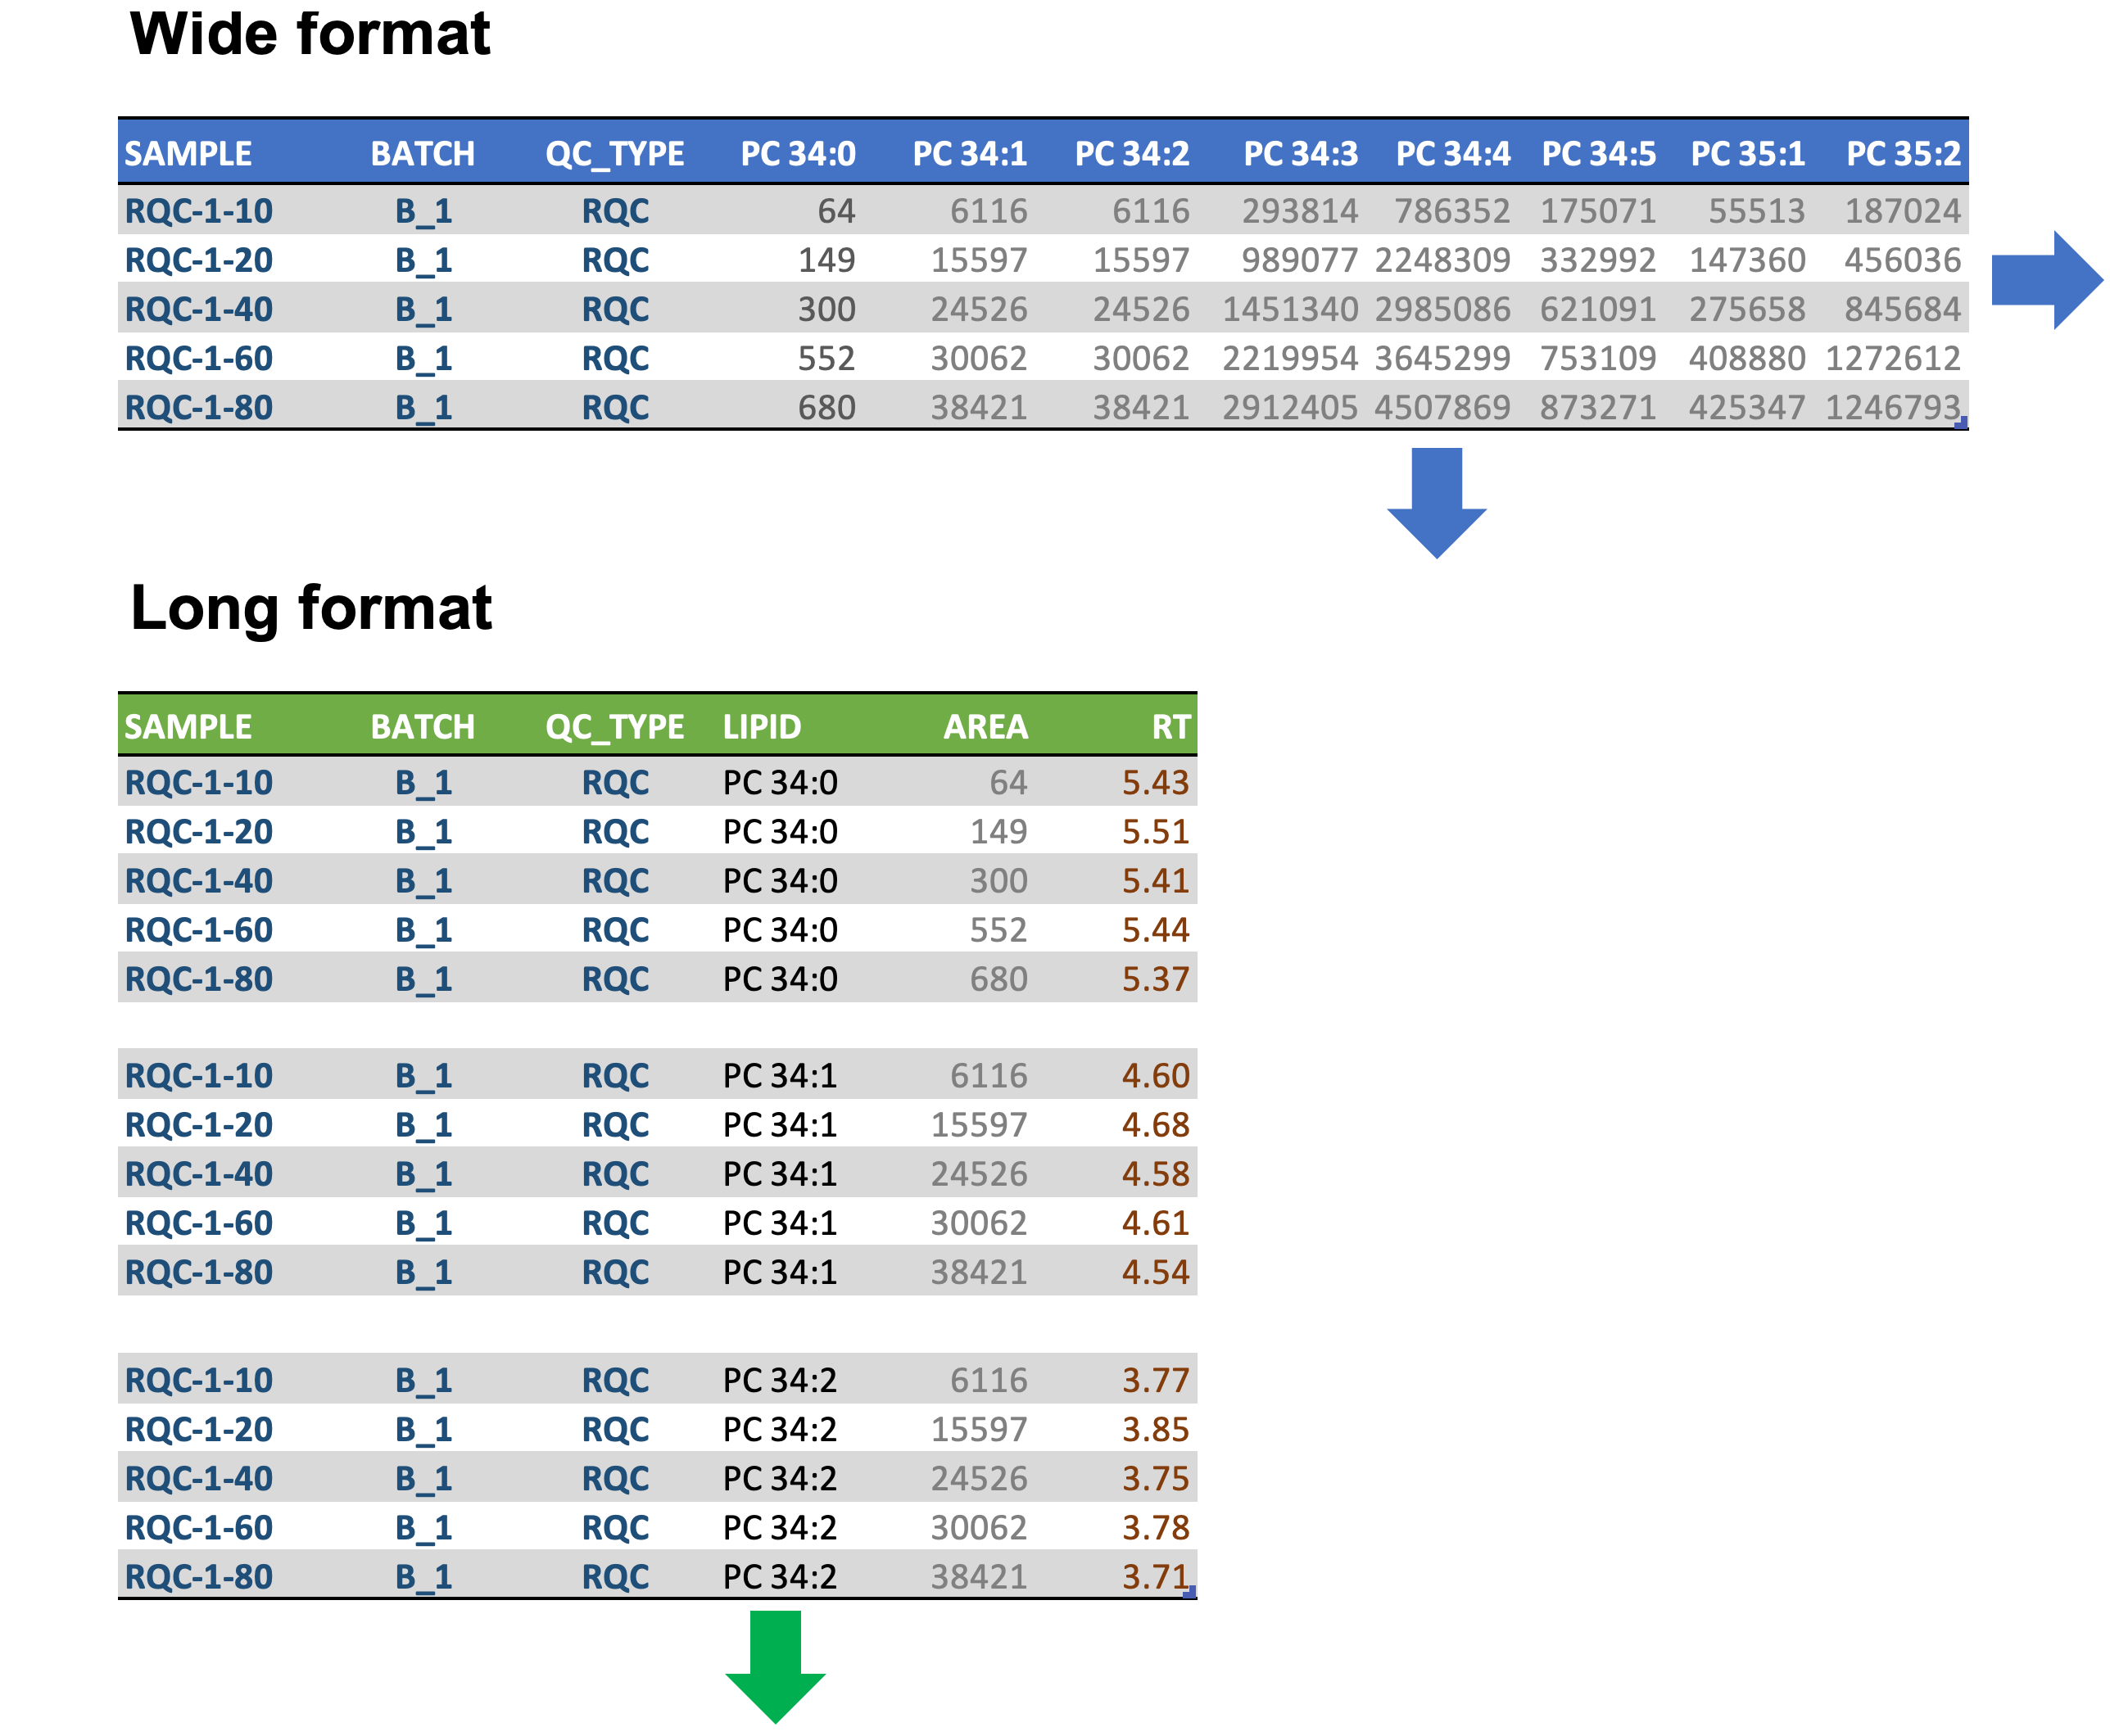 Wide format
SAMPLE BATCH QC_TYPE PC 34:0 PC 34:1 PC 34:2 PC 34:3 PC 34:4 PC 34:5 PC 35:1 PC 35:2
RQC-1-10 B_1 RQC 64 6116 6116 293814 786352 175071 55513 187024
RQC-1-20 B_1 RQC 149 15597 15597 989077 2248309 332992 147360 456036
RQC-1-40 B_1 RQC 300 24526 24526 1451340 2985086 621091 275658 845684
RQC-1-60 B_1 RQC 552 30062 30062 2219954 3645299 753109 408880 1272612
RQC-1-80 B_1 RQC 680 38421 38421 2912405 4507869 873271 425347 1246793
Long format
SAMPLE BATCH QC_TYPE LIPID AREA RT
RQC-1-10 B_1 RQC PC 34:0 64 5.43
RQC-1-20 B_1 RQC PC 34:0 149 5.51
RQC-1-40 B_1 RQC PC 34:0 300 5.41
RQC-1-60 B_1 RQC PC 34:0 552 5.44
RQC-1-80 B_1 RQC PC 34:0 680 5.37
RQC-1-10 B_1 RQC PC 34:1 6116 4.60
RQC-1-20 B_1 RQC PC 34:1 15597 4.68
RQC-1-40 B_1 RQC PC 34:1 24526 4.58
RQC-1-60 B_1 RQC PC 34:1 30062 4.61
RQC-1-80 B_1 RQC PC 34:1 38421 4.54
RQC-1-10 B_1 RQC PC 34:2 6116 3.77
RQC-1-20 B_1 RQC PC 34:2 15597 3.85
RQC-1-40 B_1 RQC PC 34:2 24526 3.75
RQC-1-60 B_1 RQC PC 34:2 30062 3.78
RQC-1-80 B_1 RQC PC 34:2 38421 3.71